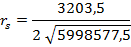 r_s = 3203,5 / (2 √5998577,5)